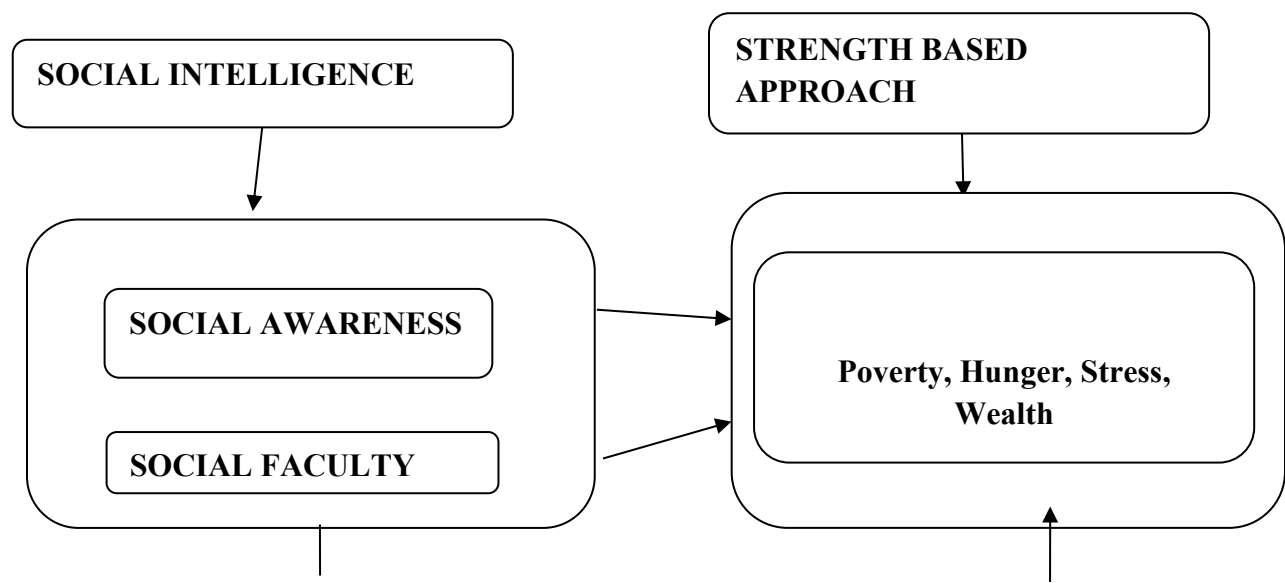 SOCIAL INTELLIGENCE
STRENGTH BASED
APPROACH
SOCIAL AWARENESS
SOCIAL FACULTY
Poverty, Hunger, Stress,
Wealth